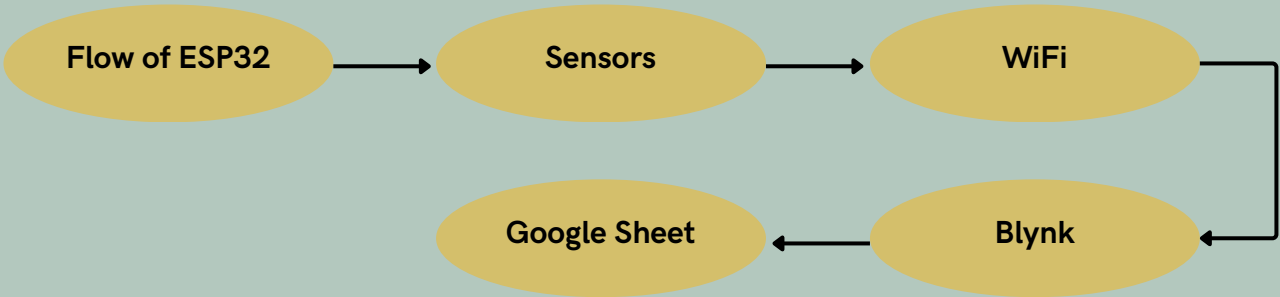 Flow of ESP32
Sensors
WiFi
Blynk
Google Sheet